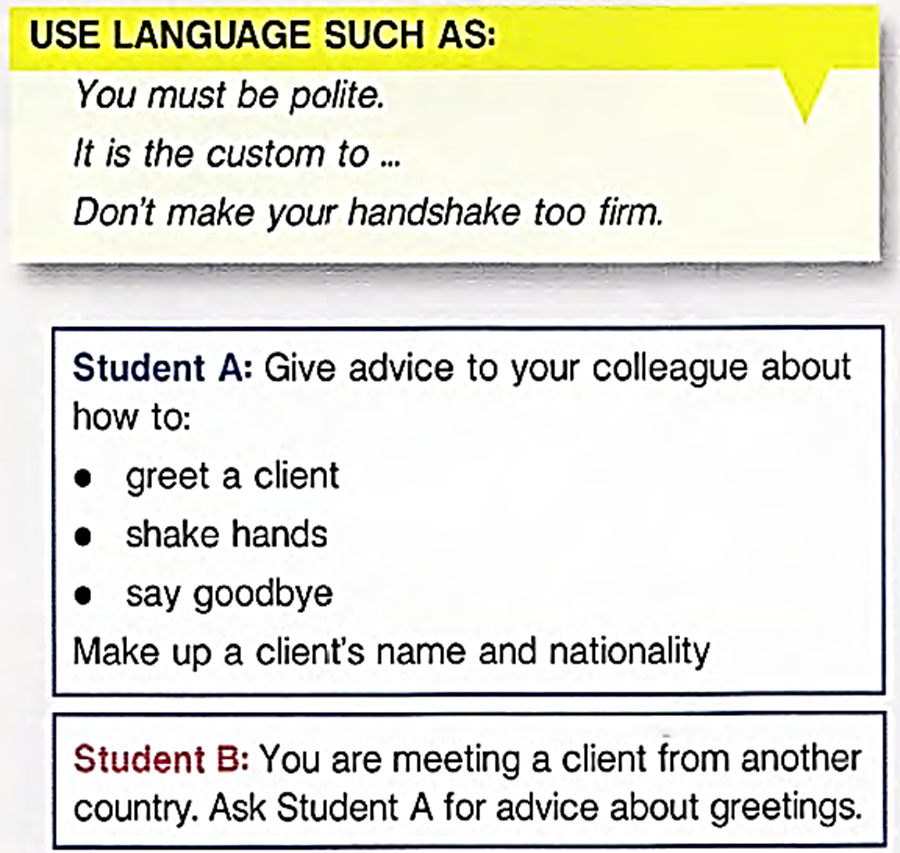 USE LANGUAGE SUCH AS:
You must be polite.
It is the custom to ...
Don't make your handshake too firm.
Student A: Give advice to your colleague about
how to:
● greet a client
● shake hands
● say goodbye
Make up a client's name and nationality
Student B: You are meeting a client from another
country. Ask Student A for advice about greetings.